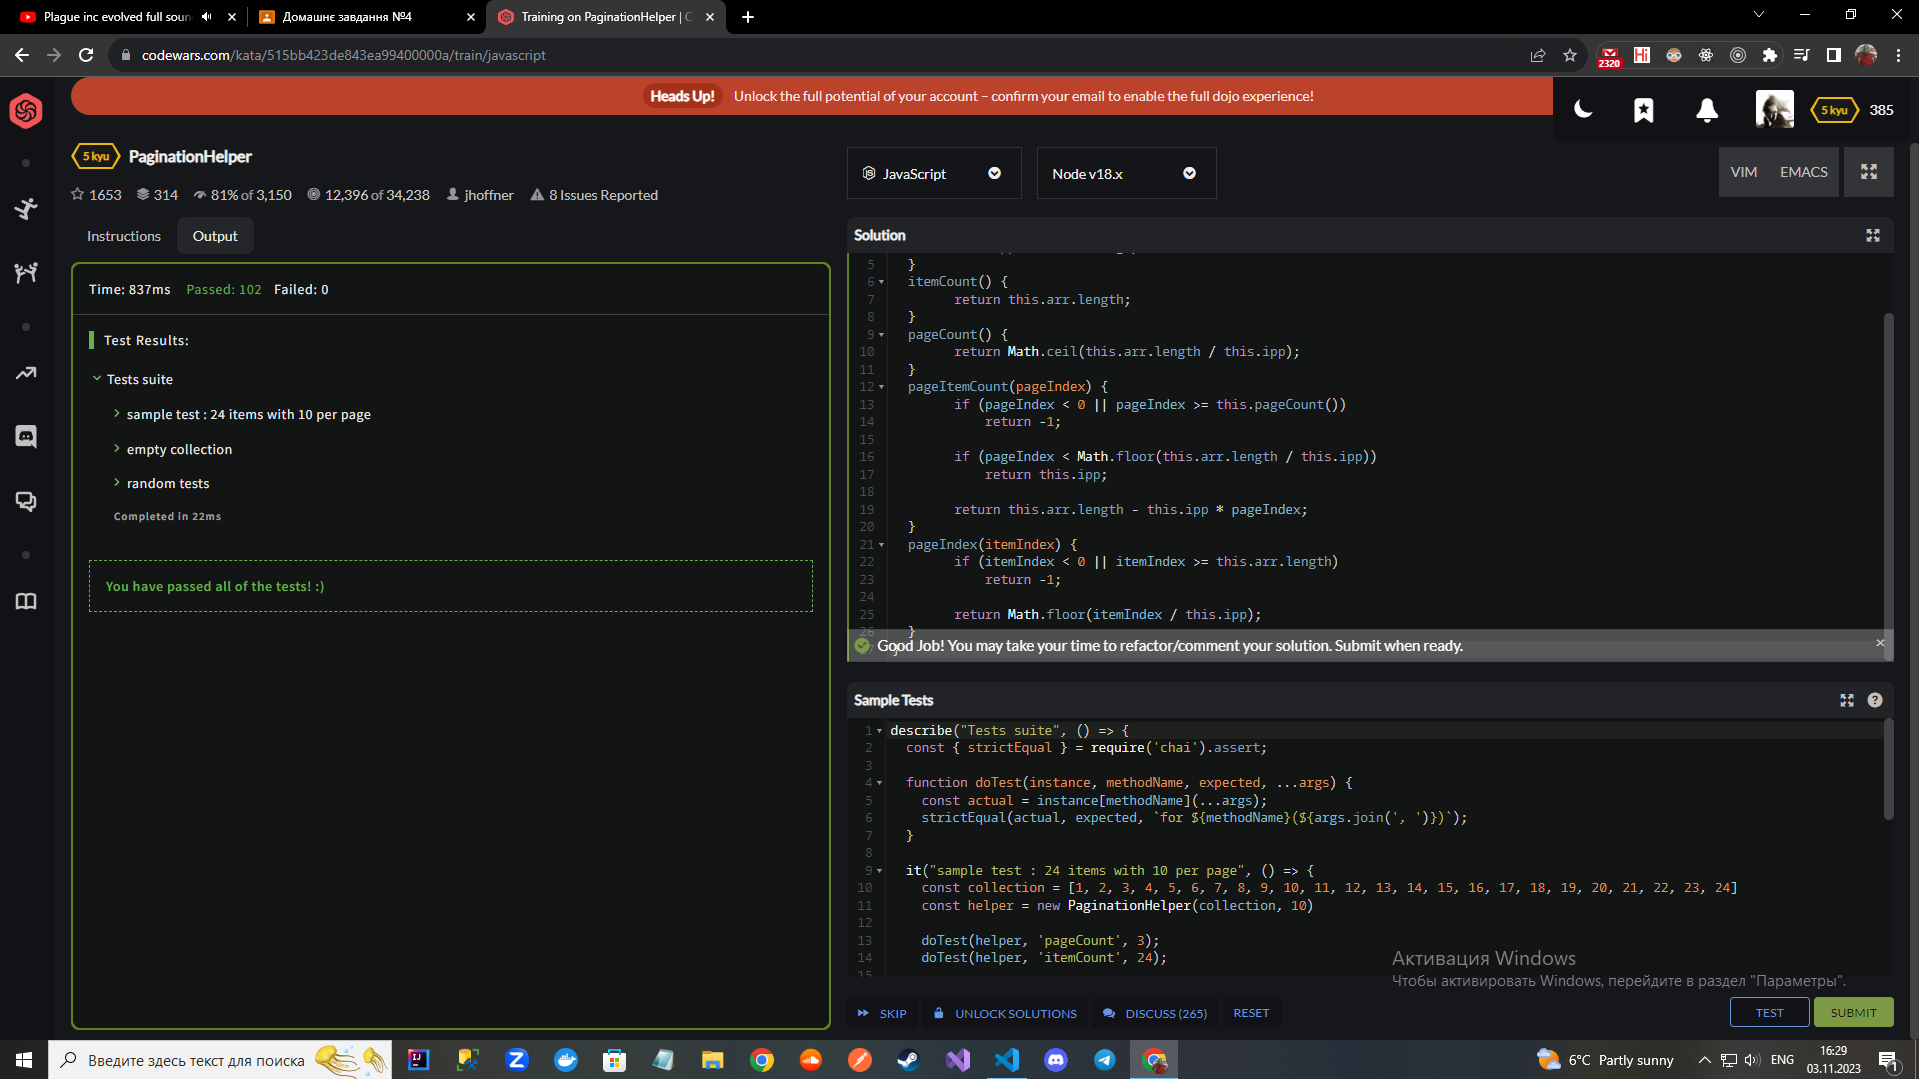 Plague inc evolved full soun
Домашнє завдання №4
Training on PaginationHelper | C
codewars.com/kata/515bb423de843ea99400000a/train/javascript
2320
Hi
Heads Up! Unlock the full potential of your account – confirm your email to enable the full dojo experience!
5 kyu 385
5 kyu PaginationHelper
1653 314 81% of 3,150 12,396 of 34,238 jhoffner 8 Issues Reported
JavaScript
Node v18.x
VIM EMACS
Instructions Output
Time: 837ms Passed: 102 Failed: 0
Test Results:
Tests suite
sample test : 24 items with 10 per page
empty collection
random tests
Completed in 22ms
You have passed all of the tests! :)
Solution
5 }
6 itemCount() {
7 return this.arr.length;
8 }
9 pageCount() {
10 return Math.ceil(this.arr.length / this.ipp);
11 }
12 pageItemCount(pageIndex) {
13 if (pageIndex < 0 || pageIndex >= this.pageCount())
14 return -1;
15
16 if (pageIndex < Math.floor(this.arr.length / this.ipp))
17 return this.ipp;
18
19 return this.arr.length - this.ipp * pageIndex;
20 }
21 pageIndex(itemIndex) {
22 if (itemIndex < 0 || itemIndex >= this.arr.length)
23 return -1;
24
25 return Math.floor(itemIndex / this.ipp);
26 }
Good Job! You may take your time to refactor/comment your solution. Submit when ready.
Sample Tests
1 describe("Tests suite", () => {
2 const { strictEqual } = require('chai').assert;
3
4 function doTest(instance, methodName, expected, ...args) {
5 const actual = instance[methodName](...args);
6 strictEqual(actual, expected, `for ${methodName}(${args.join(', ')})`);
7 }
8
9 it("sample test : 24 items with 10 per page", () => {
10 const collection = [1, 2, 3, 4, 5, 6, 7, 8, 9, 10, 11, 12, 13, 14, 15, 16, 17, 18, 19, 20, 21, 22, 23, 24]
11 const helper = new PaginationHelper(collection, 10)
12
13 doTest(helper, 'pageCount', 3);
14 doTest(helper, 'itemCount', 24);
15
Активация Windows
Чтобы активировать Windows, перейдите в раздел "Параметры".
SKIP UNLOCK SOLUTIONS DISCUSS (265) RESET TEST SUBMIT
Введите здесь текст для поиска
6°C Partly sunny
ENG
16:29
03.11.2023
1